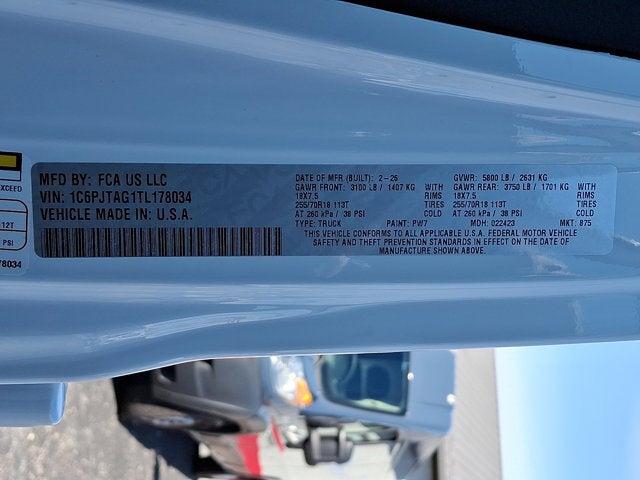 XCEED
12T
PSI
78034
MFD BY: FCA US LLC
VIN: 1C6PJTAG1TL178034
VEHICLE MADE IN: U.S.A.
DATE OF MFR (BUILT): 2-26 GVWR: 5800 LB / 2631 KG
GAWR FRONT: 3100 LB / 1407 KG WITH GAWR REAR: 3750 LB / 1701 KG WITH
18X7.5 RIMS 18X7.5 RIMS
255/70R18 113T TIRES 255/70R18 113T TIRES
AT 260 kPa / 38 PSI COLD AT 260 kPa / 38 PSI COLD
TYPE: TRUCK PAINT: PW7 MDH: 022423 MKT: 875
THIS VEHICLE CONFORMS TO ALL APPLICABLE U.S.A. FEDERAL MOTOR VEHICLE
SAFETY AND THEFT PREVENTION STANDARDS IN EFFECT ON THE DATE OF
MANUFACTURE SHOWN ABOVE.